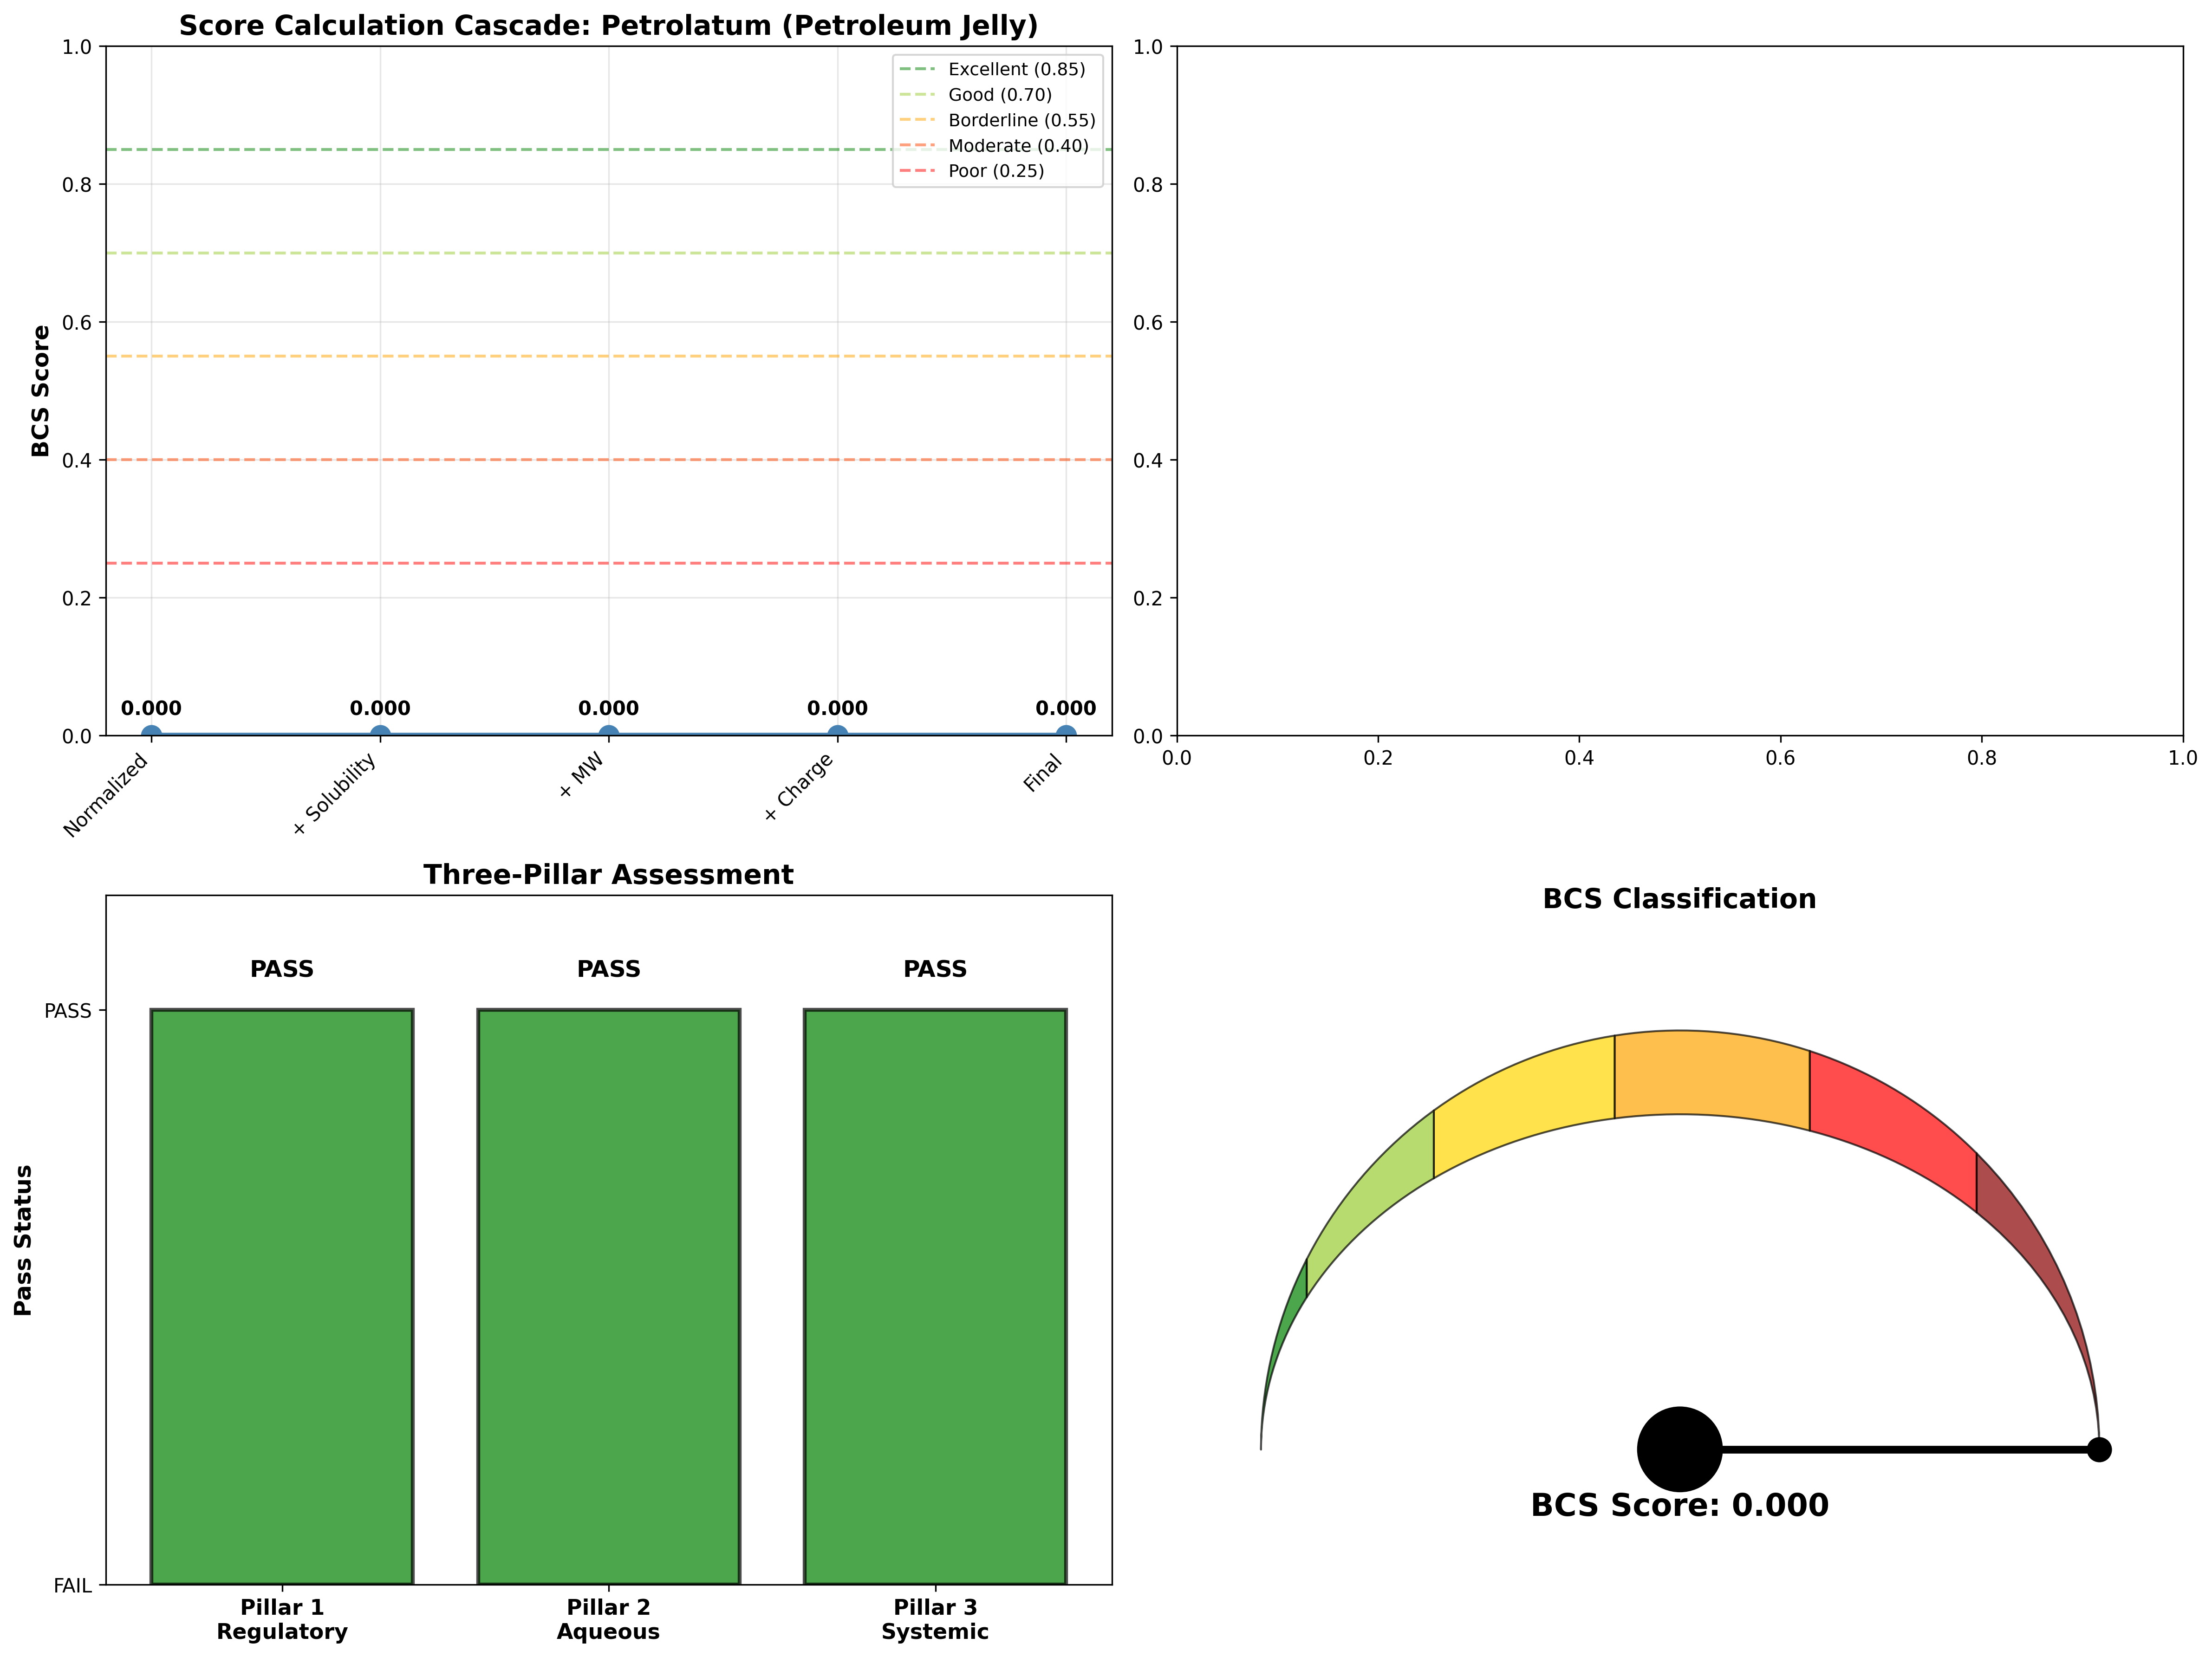 Score Calculation Cascade: Petrolatum (Petroleum Jelly)
1.0
0.8
0.6
0.4
0.2
0.0
BCS Score
Excellent (0.85)
Good (0.70)
Borderline (0.55)
Moderate (0.40)
Poor (0.25)
0.000 0.000 0.000 0.000 0.000
Normalized
+ Solubility
+ MW
+ Charge
Final
1.0
0.8
0.6
0.4
0.2
0.0
0.0 0.2 0.4 0.6 0.8 1.0
Three-Pillar Assessment
Pass Status
PASS
FAIL
PASS PASS PASS
Pillar 1
Regulatory
Pillar 2
Aqueous
Pillar 3
Systemic
BCS Classification
BCS Score: 0.000